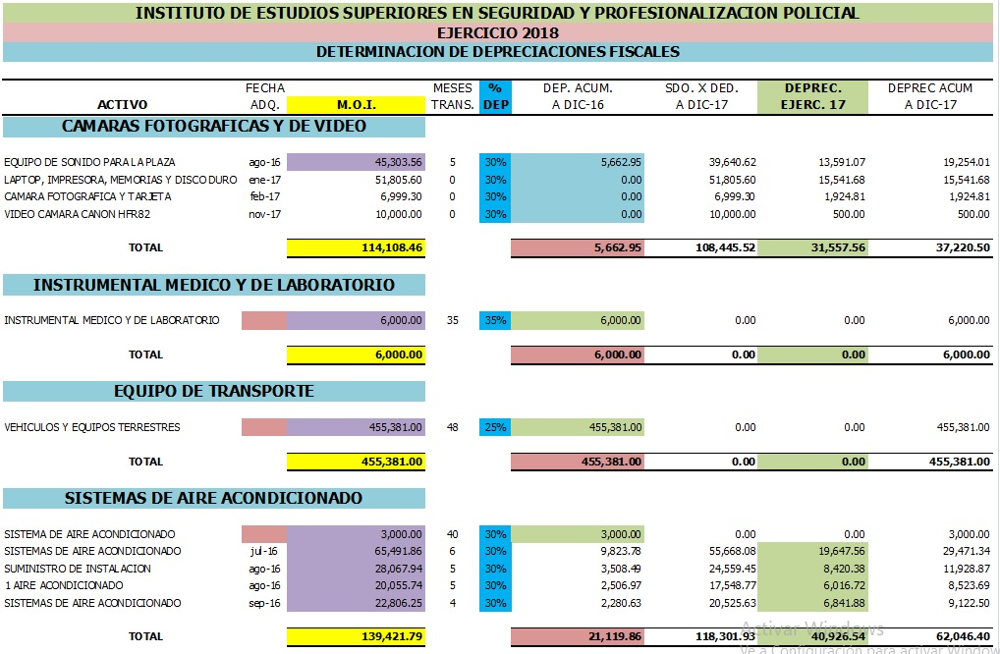 INSTITUTO DE ESTUDIOS SUPERIORES EN SEGURIDAD Y PROFESIONALIZACION POLICIAL
EJERCICIO 2018
DETERMINACION DE DEPRECIACIONES FISCALES
FECHA MESES % DEP. ACUM. SDO. X DED. DEPREC. DEPREC ACUM
ACTIVO ADQ. M.O.I. TRANS. DEP A DIC-16 A DIC-17 EJERC. 17 A DIC-17
CAMARAS FOTOGRAFICAS Y DE VIDEO
EQUIPO DE SONIDO PARA LA PLAZA ago-16 45,303.56 5 30% 5,662.95 39,640.62 13,591.07 19,254.01
LAPTOP, IMPRESORA, MEMORIAS Y DISCO DURO ene-17 51,805.60 0 30% 0.00 51,805.60 15,541.68 15,541.68
CAMARA FOTOGRAFICA Y TARJETA feb-17 6,999.30 0 30% 0.00 6,999.30 1,924.81 1,924.81
VIDEO CAMARA CANON HFR82 nov-17 10,000.00 0 30% 0.00 10,000.00 500.00 500.00
TOTAL 114,108.46 5,662.95 108,445.52 31,557.56 37,220.50
INSTRUMENTAL MEDICO Y DE LABORATORIO
INSTRUMENTAL MEDICO Y DE LABORATORIO 6,000.00 35 35% 6,000.00 0.00 0.00 6,000.00
TOTAL 6,000.00 6,000.00 0.00 0.00 6,000.00
EQUIPO DE TRANSPORTE
VEHICULOS Y EQUIPOS TERRESTRES 455,381.00 48 25% 455,381.00 0.00 0.00 455,381.00
TOTAL 455,381.00 455,381.00 0.00 0.00 455,381.00
SISTEMAS DE AIRE ACONDICIONADO
SISTEMA DE AIRE ACONDICIONADO 3,000.00 40 30% 3,000.00 0.00 0.00 3,000.00
SISTEMAS DE AIRE ACONDICIONADO jul-16 65,491.86 6 30% 9,823.78 55,668.08 19,647.56 29,471.34
SUMINISTRO DE INSTALACION ago-16 28,067.94 5 30% 3,508.49 24,559.45 8,420.38 11,928.87
1 AIRE ACONDICIONADO ago-16 20,055.74 5 30% 2,506.97 17,548.77 6,016.72 8,523.69
SISTEMAS DE AIRE ACONDICIONADO sep-16 22,806.25 4 30% 2,280.63 20,525.63 6,841.88 9,122.50
Activar Windows
TOTAL 139,421.79 21,119.86 118,301.93 40,926.54 62,046.40
Ve a Configuración para activar Window